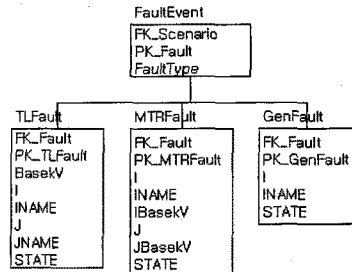 FaultEvent
FK_Scenario
PK_Fault
FaultType
TLFault
FK_Fault
PK_TLFault
BasekV
I
INAME
J
JNAME
STATE
MTRFault
FK_Fault
PK_MTRFault
I
INAME
IBasekV
J
JBasekV
STATE
GenFault
FK_Fault
PK_GenFault
I
INAME
STATE